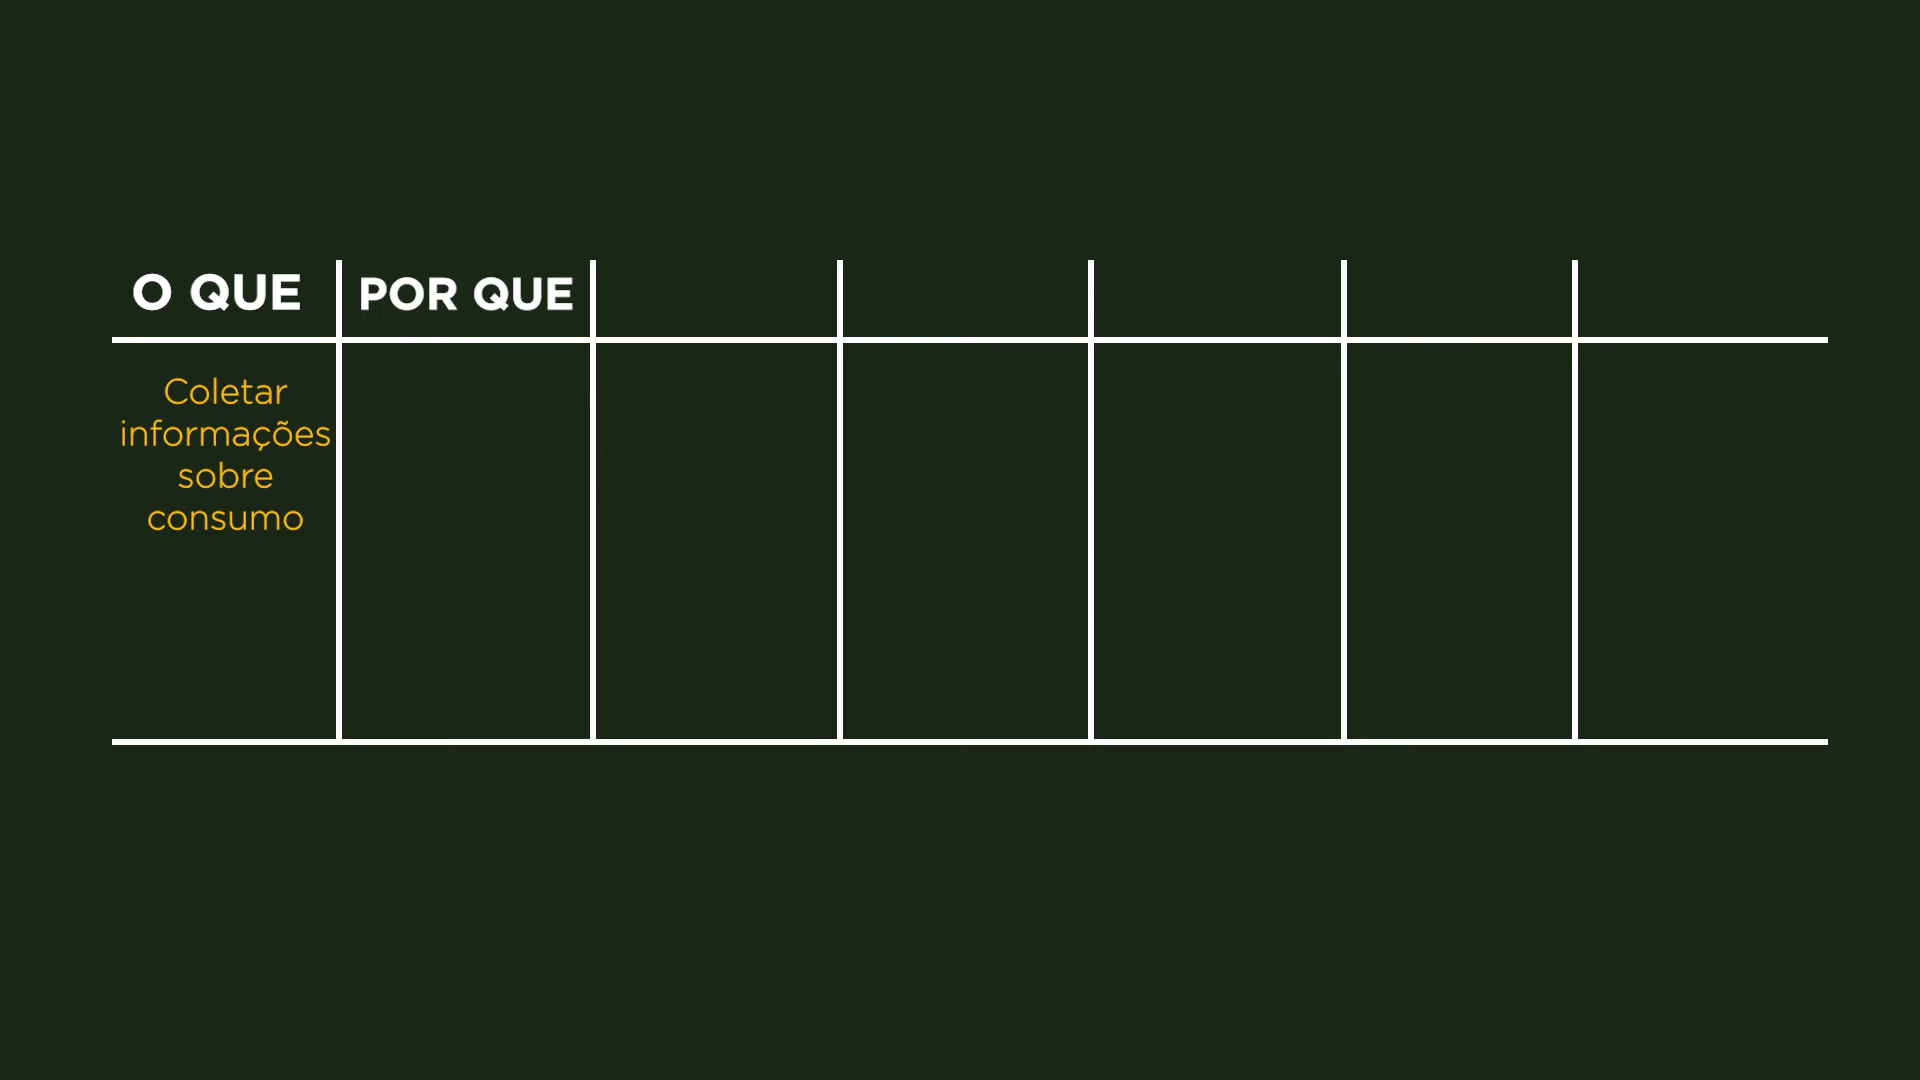 O QUE
POR QUE
Coletar
informações
sobre
consumo